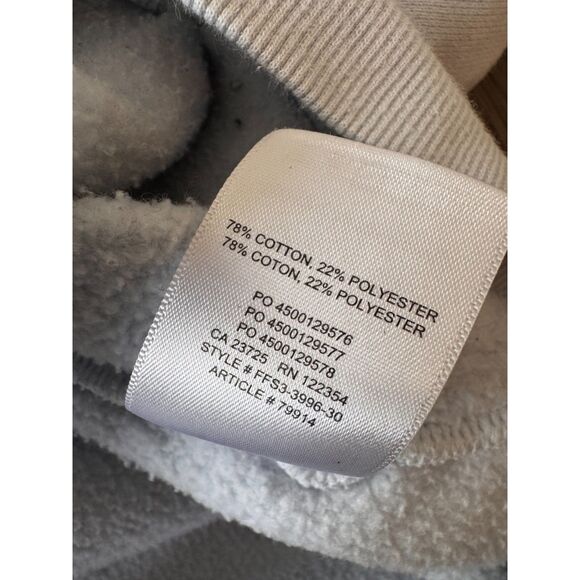 78% COTTON, 22% POLYESTER
78% COTON, 22% POLYESTER
PO 4500129576
PO 4500129577
PO 4500129578
CA 23725 RN 122354
STYLE # FFS3-3996-30
ARTICLE # 79914